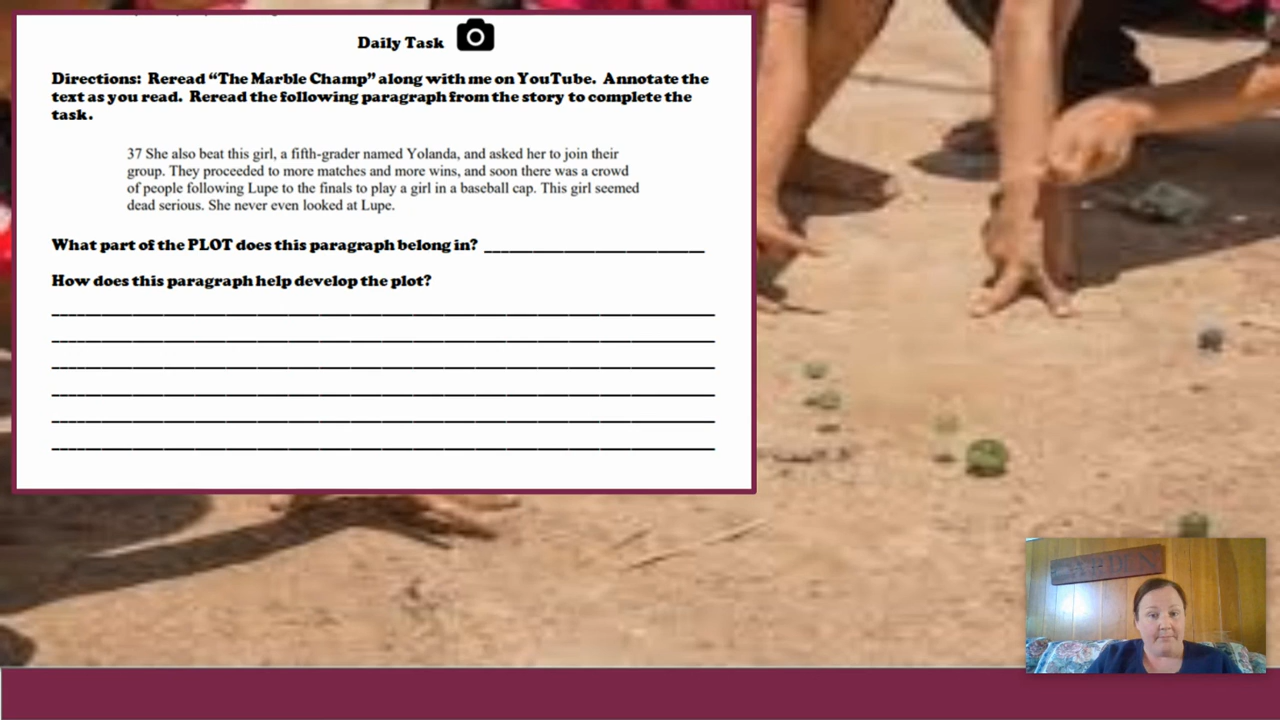 Daily Task
Directions: Reread “The Marble Champ” along with me on YouTube. Annotate the
text as you read. Reread the following paragraph from the story to complete the
task.
37 She also beat this girl, a fifth-grader named Yolanda, and asked her to join their
group. They proceeded to more matches and more wins, and soon there was a crowd
of people following Lupe to the finals to play a girl in a baseball cap. This girl seemed
dead serious. She never even looked at Lupe.
What part of the PLOT does this paragraph belong in? ___________________________
How does this paragraph help develop the plot?